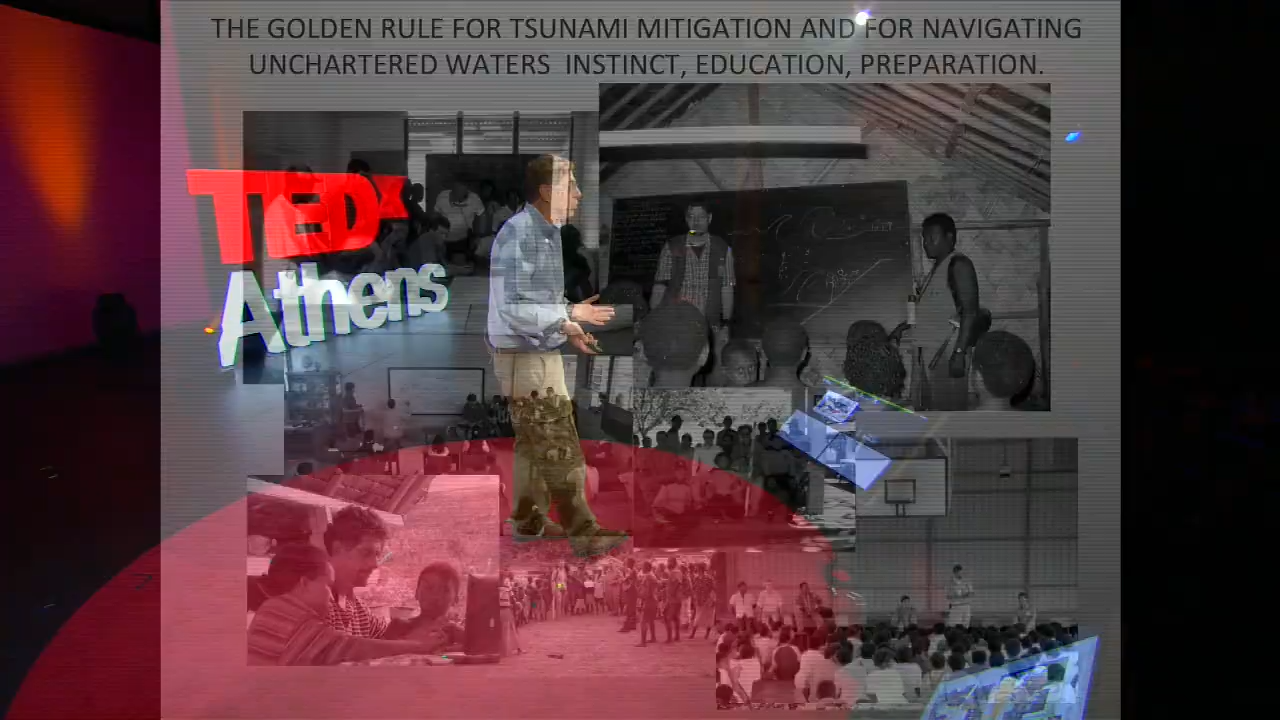 THE GOLDEN RULE FOR TSUNAMI MITIGATION AND FOR NAVIGATING
UNCHARTERED WATERS INSTINCT, EDUCATION, PREPARATION.
TEDx
Athens